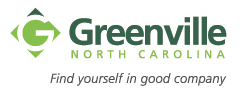 Greenville
NORTH CAROLINA
Find yourself in good company